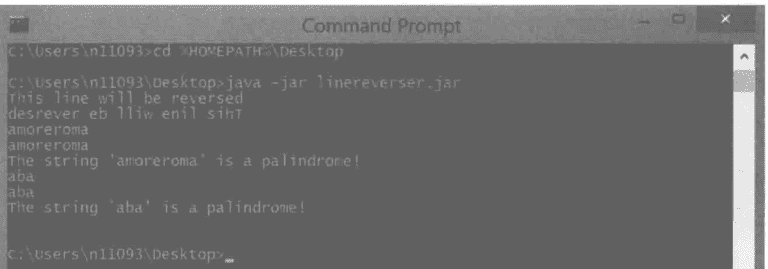 Command Prompt
C:\Users\n11093>cd %HOMEPATH%\Desktop
C:\Users\n11093\Desktop>java -jar linereverser.jar
This line will be reversed
desrever eb lliw enil sihT
amoreroma
amoreroma
The string 'amoreroma' is a palindrome!
aba
aba
The string 'aba' is a palindrome!
C:\Users\n11093\Desktop>_